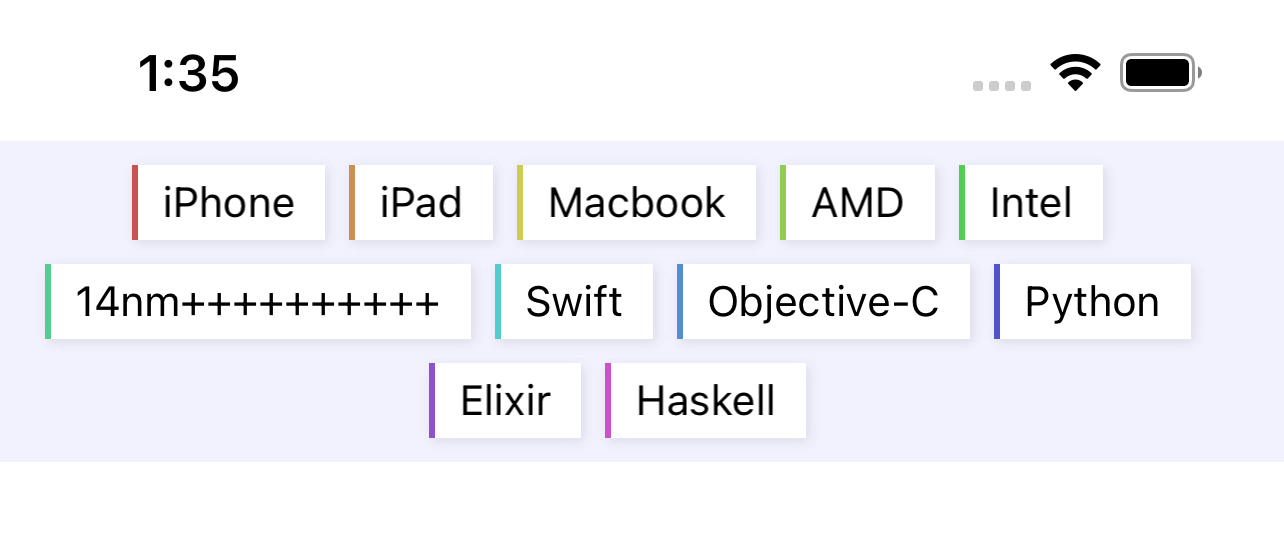 1:35
iPhone iPad Macbook AMD Intel
14nm++++++++++ Swift Objective-C Python
Elixir Haskell